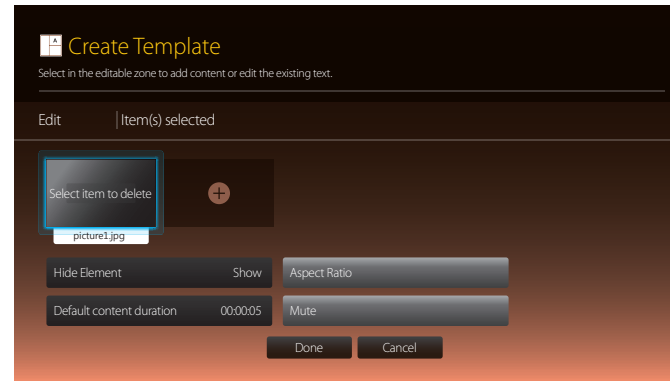 A
Create Template
Select in the editable zone to add content or edit the existing text.
Edit Item(s) selected
Select item to delete
picture1.jpg
Hide Element Show Aspect Ratio
Default content duration 00:00:05 Mute
Done Cancel